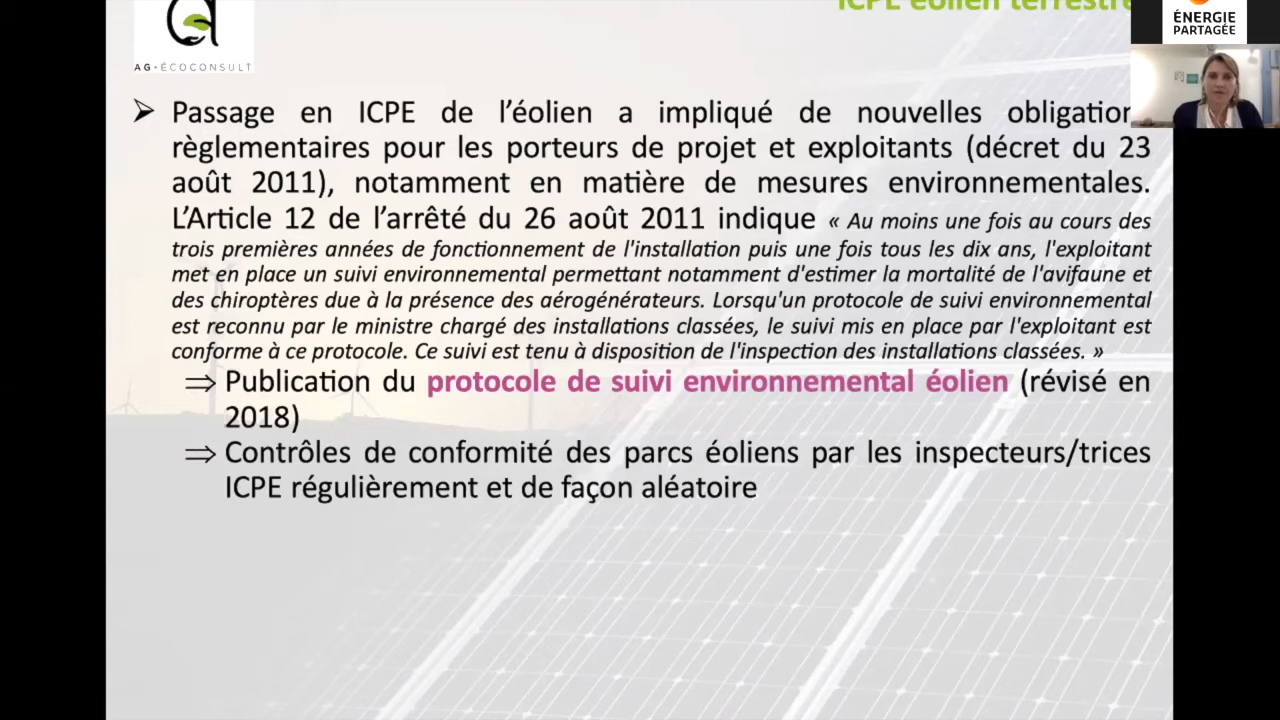 ICPE éolien terrestre
ÉNERGIE
PARTAGÉE
AG·ÉCOCONSULT
➢ Passage en ICPE de l’éolien a impliqué de nouvelles obligation
règlementaires pour les porteurs de projet et exploitants (décret du 23
août 2011), notamment en matière de mesures environnementales.
L’Article 12 de l’arrêté du 26 août 2011 indique « Au moins une fois au cours des
trois premières années de fonctionnement de l'installation puis une fois tous les dix ans, l'exploitant
met en place un suivi environnemental permettant notamment d'estimer la mortalité de l'avifaune et
des chiroptères due à la présence des aérogénérateurs. Lorsqu'un protocole de suivi environnemental
est reconnu par le ministre chargé des installations classées, le suivi mis en place par l'exploitant est
conforme à ce protocole. Ce suivi est tenu à disposition de l'inspection des installations classées. »
⇒ Publication du protocole de suivi environnemental éolien (révisé en
2018)
⇒ Contrôles de conformité des parcs éoliens par les inspecteurs/trices
ICPE régulièrement et de façon aléatoire